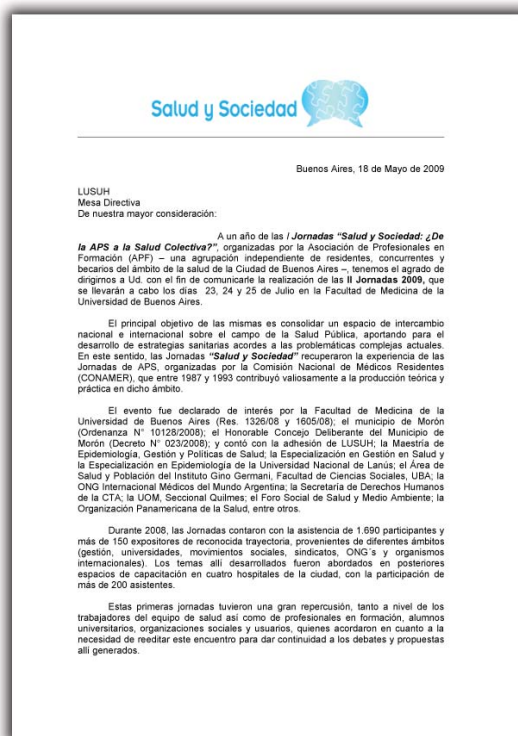 Salud y Sociedad
Buenos Aires, 18 de Mayo de 2009
LUSUH
Mesa Directiva
De nuestra mayor consideración:
A un año de las I Jornadas “Salud y Sociedad: ¿De
la APS a la Salud Colectiva?”, organizadas por la Asociación de Profesionales en
Formación (APF) – una agrupación independiente de residentes, concurrentes y
becarios del ámbito de la salud de la Ciudad de Buenos Aires –, tenemos el agrado de
dirigirnos a Ud. con el fin de comunicarle la realización de las II Jornadas 2009, que
se llevarán a cabo los días 23, 24 y 25 de Julio en la Facultad de Medicina de la
Universidad de Buenos Aires.
El principal objetivo de las mismas es consolidar un espacio de intercambio
nacional e internacional sobre el campo de la Salud Pública, aportando para el
desarrollo de estrategias sanitarias acordes a las problemáticas complejas actuales.
En este sentido, las Jornadas “Salud y Sociedad” recuperaron la experiencia de las
Jornadas de APS, organizadas por la Comisión Nacional de Médicos Residentes
(CONAMER), que entre 1987 y 1993 contribuyó valiosamente a la producción teórica y
práctica en dicho ámbito.
El evento fue declarado de interés por la Facultad de Medicina de la
Universidad de Buenos Aires (Res. 1326/08 y 1605/08); el municipio de Morón
(Ordenanza N° 10128/2008); el Honorable Concejo Deliberante del Municipio de
Morón (Decreto N° 023/2008); y contó con la adhesión de LUSUH; la Maestría de
Epidemiología, Gestión y Políticas de Salud; la Especialización en Gestión en Salud y
la Especialización en Epidemiología de la Universidad Nacional de Lanús; el Área de
Salud y Población del Instituto Gino Germani, Facultad de Ciencias Sociales, UBA; la
ONG Internacional Médicos del Mundo Argentina; la Secretaría de Derechos Humanos
de la CTA; la UOM, Seccional Quilmes; el Foro Social de Salud y Medio Ambiente; la
Organización Panamericana de la Salud, entre otros.
Durante 2008, las Jornadas contaron con la asistencia de 1.690 participantes y
más de 150 expositores de reconocida trayectoria, provenientes de diferentes ámbitos
(gestión, universidades, movimientos sociales, sindicatos, ONG´s y organismos
internacionales). Los temas allí desarrollados fueron abordados en posteriores
espacios de capacitación en cuatro hospitales de la ciudad, con la participación de
más de 200 asistentes.
Estas primeras jornadas tuvieron una gran repercusión, tanto a nivel de los
trabajadores del equipo de salud así como de profesionales en formación, alumnos
universitarios, organizaciones sociales y usuarios, quienes acordaron en cuanto a la
necesidad de reeditar este encuentro para dar continuidad a los debates y propuestas
allí generados.